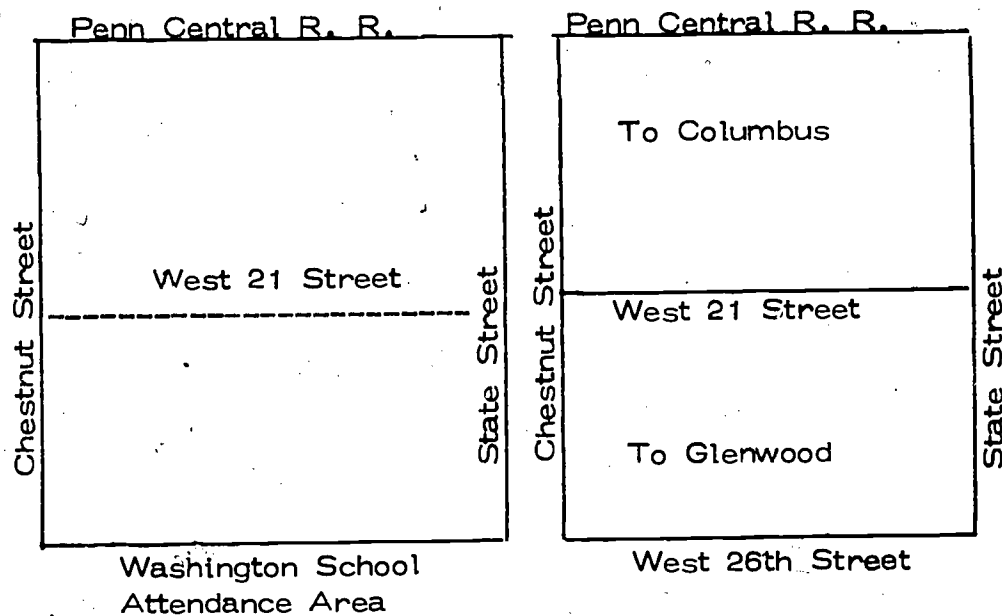 Penn Central R. R.
Chestnut Street
West 21 Street
State Street
Washington School
Attendance Area
Penn Central R. R.
To Columbus
Chestnut Street
West 21 Street
State Street
To Glenwood
West 26th Street